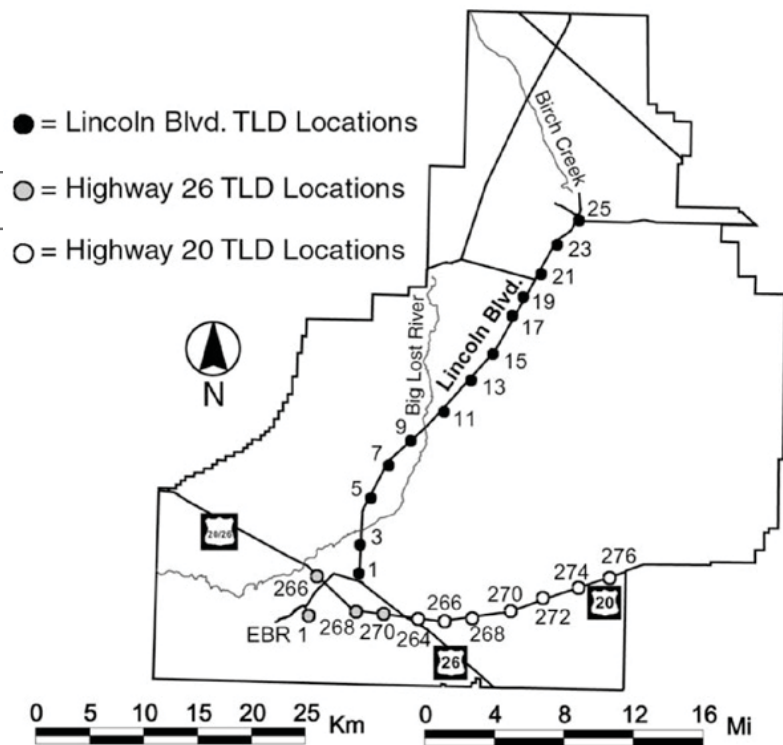 ● = Lincoln Blvd. TLD Locations
= Highway 26 TLD Locations
○ = Highway 20 TLD Locations
N
Birch Creek
Big Lost River
Lincoln Blvd.
25
23
21
19
17
15
13
11
9
7
5
3
1
20/26
266
268
270
EBR 1
264
266
268
270
272
274
276
20
26
0 5 10 15 20 25 Km
0 4 8 12 16 Mi